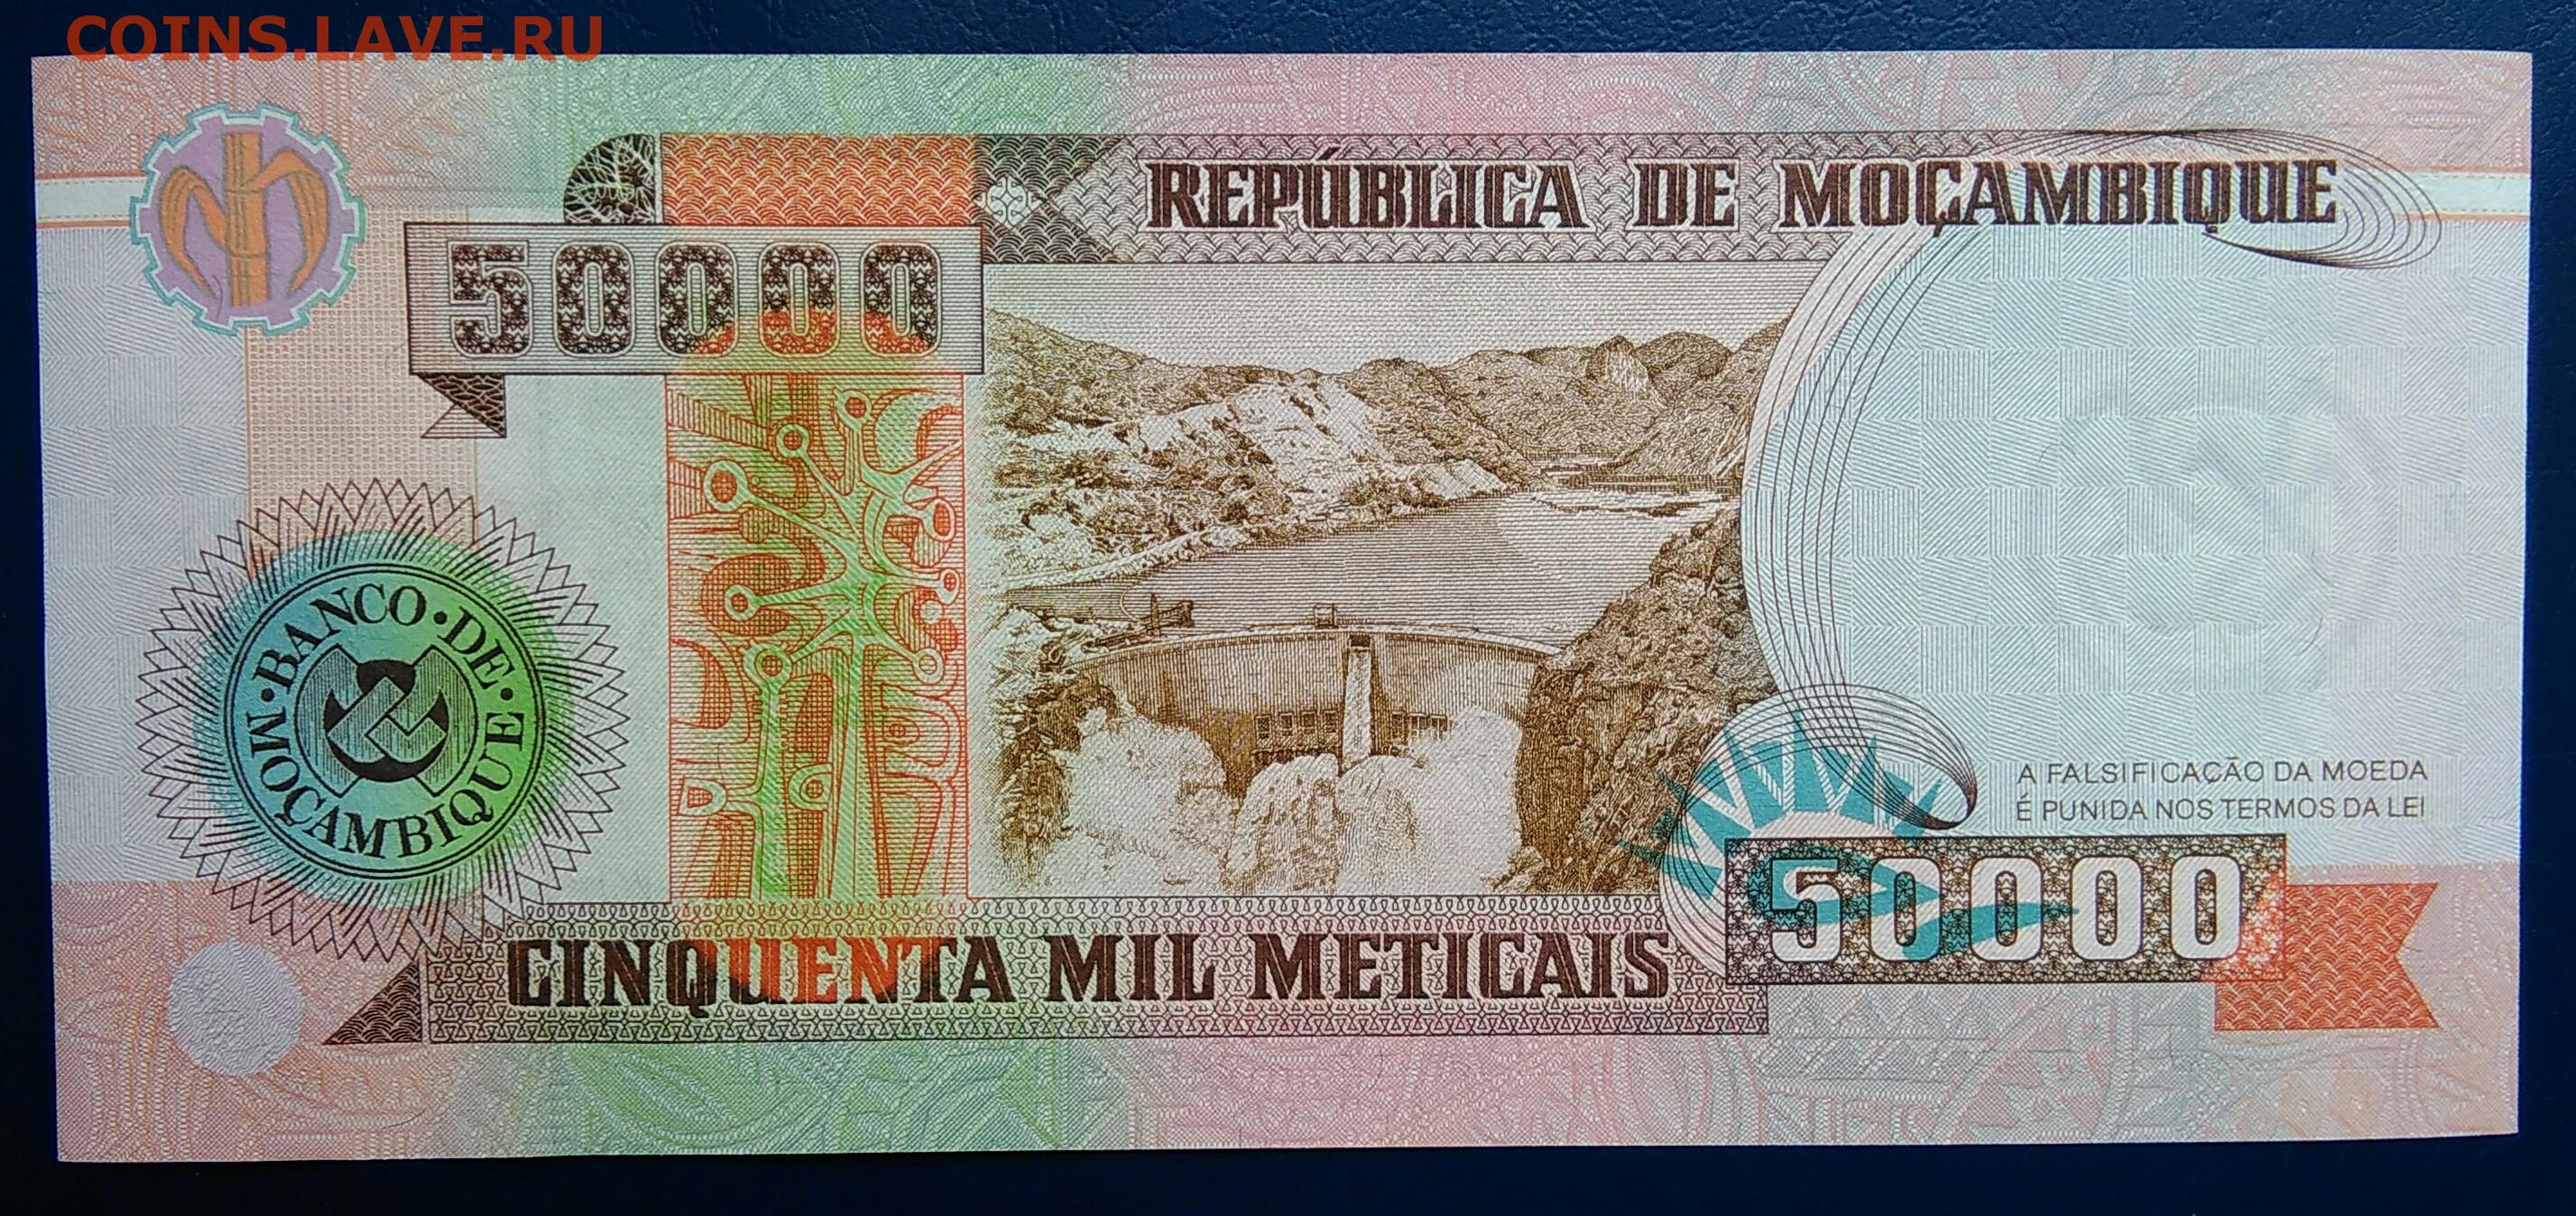 COINS.LAVE.RU
REPÚBLICA DE MOÇAMBIQUE
50000
BANCO • DE • MOÇAMBIQUE •
A FALSIFICAÇÃO DA MOEDA
É PUNIDA NOS TERMOS DA LEI
50000
CINQUENTA MIL METICAIS